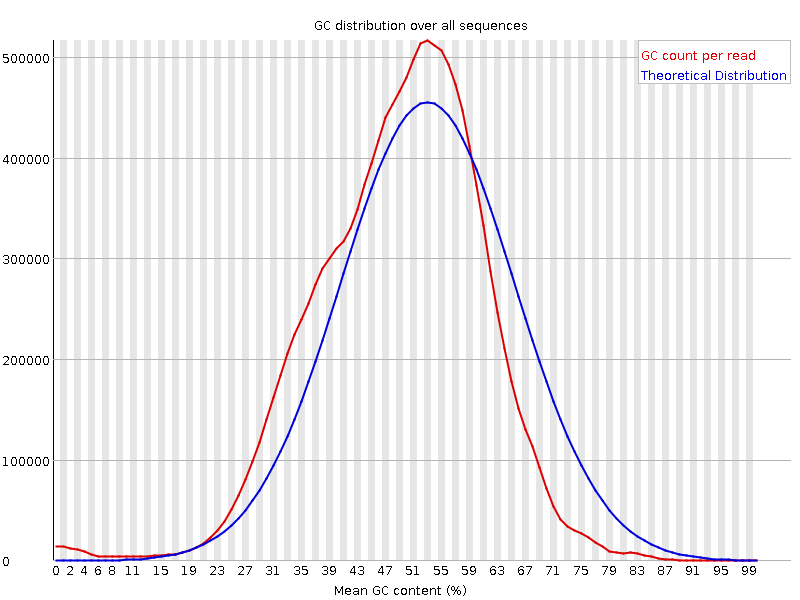 GC distribution over all sequences
GC count per read
Theoretical Distribution
500000
400000
300000
200000
100000
0
0 2 4 6 8 11 15 19 23 27 31 35 39 43 47 51 55 59 63 67 71 75 79 83 87 91 95 99
Mean GC content (%)